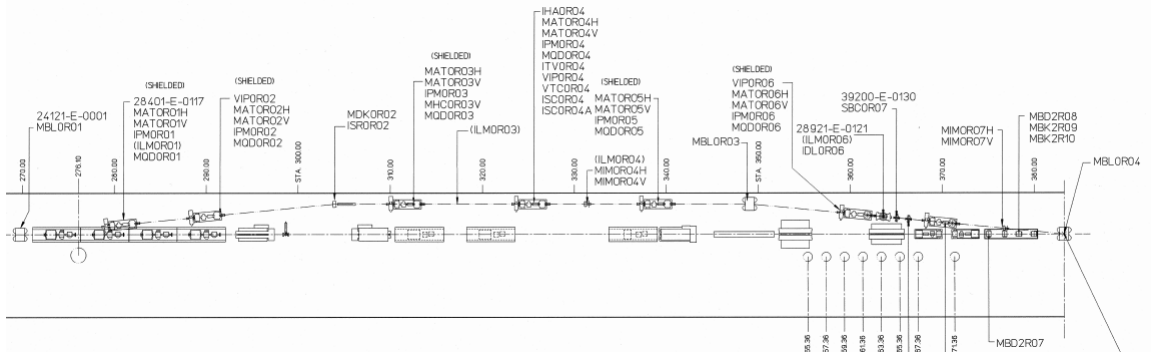 24121-E-0001
MBL0R01
(SHIELDED)
28401-E-0117
MAT0R01H
MAT0R01V
IPM0R01
(ILM0R01)
MQD0R01
(SHIELDED)
VIP0R02
MAT0R02H
MAT0R02V
IPM0R02
MQD0R02
MDK0R02
ISR0R02
(SHIELDED)
MAT0R03H
MAT0R03V
IPM0R03
MHC0R03V
MQD0R03
(ILM0R03)
IHA0R04
MAT0R04H
MAT0R04V
IPM0R04
MQD0R04
ITV0R04
VIP0R04
VTC0R04
ISC0R04
ISC0R04A
(ILM0R04)
MIM0R04H
MIM0R04V
(SHIELDED)
MAT0R05H
MAT0R05V
IPM0R05
MQD0R05
MBL0R03
(SHIELDED)
VIP0R06
MAT0R06H
MAT0R06V
IPM0R06
MQD0R06
28921-E-0121
(ILM0R06)
IDL0R06
39200-E-0130
SBC0R07
MIM0R07H
MIM0R07V
MBD2R08
MBK2R09
MBK2R10
MBL0R04
270.00
276.10
280.00
290.00
STA. 300.00
310.00
320.00
330.00
340.00
STA. 350.00
360.00
370.00
380.00
MBD2R07